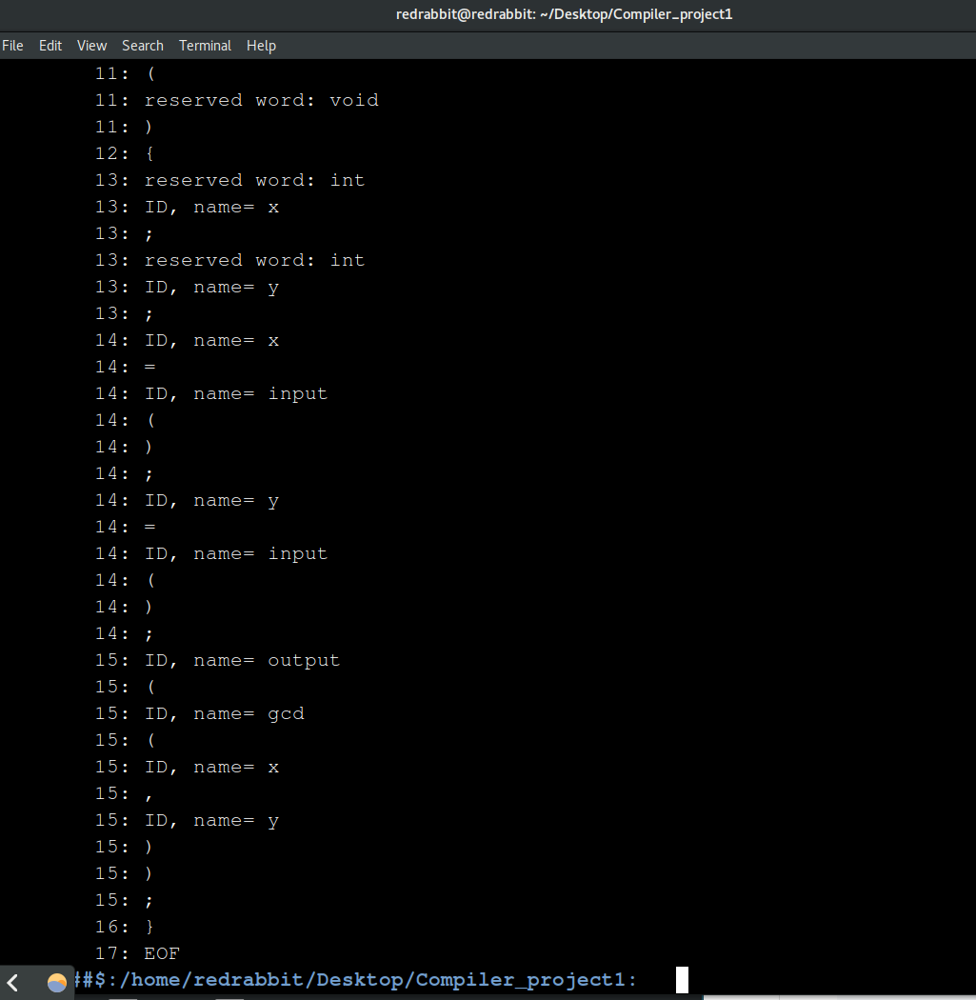 redrabbit@redrabbit: ~/Desktop/Compiler_project1
File Edit View Search Terminal Help
11: (
11: reserved word: void
11: )
12: {
13: reserved word: int
13: ID, name= x
13: ;
13: reserved word: int
13: ID, name= y
13: ;
14: ID, name= x
14: =
14: ID, name= input
14: (
14: )
14: ;
14: ID, name= y
14: =
14: ID, name= input
14: (
14: )
14: ;
15: ID, name= output
15: (
15: ID, name= gcd
15: (
15: ID, name= x
15: ,
15: ID, name= y
15: )
15: )
15: ;
16: }
17: EOF
##$:/home/redrabbit/Desktop/Compiler_project1: